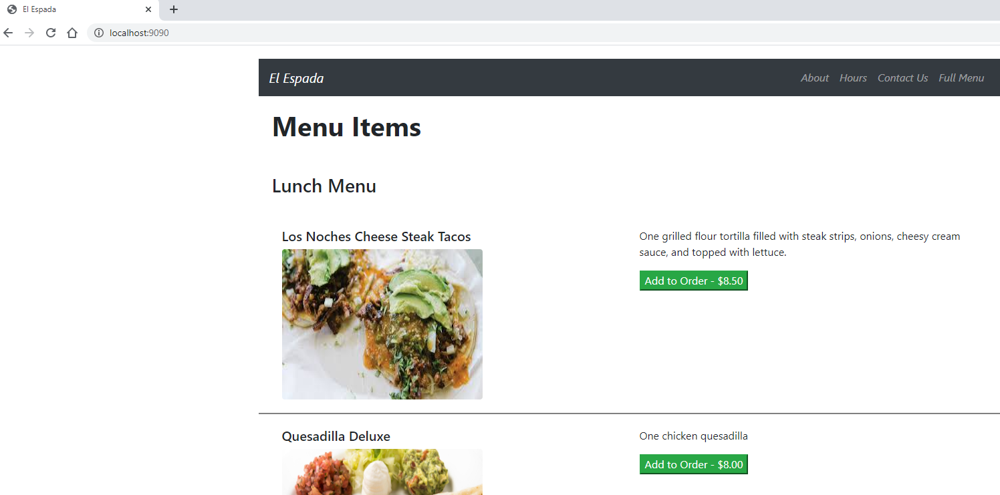 El Espada
localhost:9090
El Espada About Hours Contact Us Full Menu
Menu Items
Lunch Menu
Los Noches Cheese Steak Tacos
One grilled flour tortilla filled with steak strips, onions, cheesy cream
sauce, and topped with lettuce.
Add to Order - $8.50
Quesadilla Deluxe
One chicken quesadilla
Add to Order - $8.00